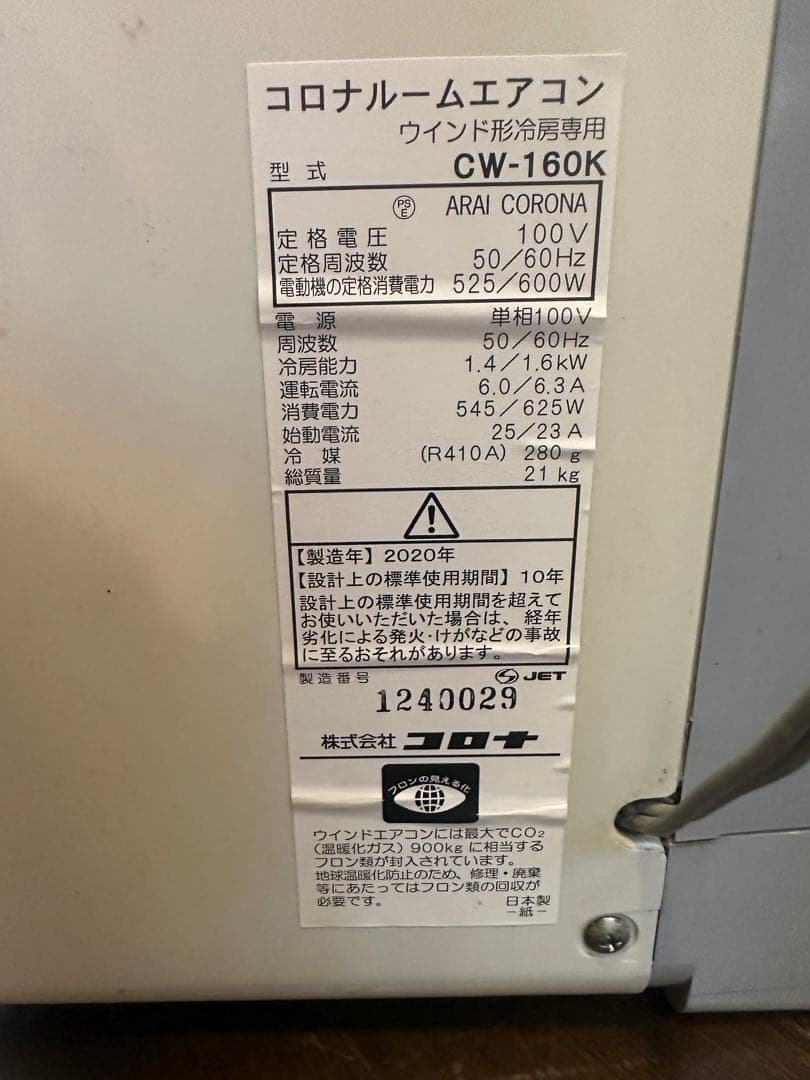 コロナルームエアコン
ウインド形冷房専用
型式 CW-160K
PS E ARAI CORONA
定格電圧 100V
定格周波数 50/60Hz
電動機の定格消費電力 525/600W
電源 単相100V
周波数 50/60Hz
冷房能力 1.4/1.6kW
運転電流 6.0/6.3A
消費電力 545/625W
始動電流 25/23A
冷媒 (R410A) 280g
総質量 21kg
【製造年】2020年
【設計上の標準使用期間】10年
設計上の標準使用期間を超えて
お使いいただいた場合は、経年
劣化による発火・けがなどの事故
に至るおそれがあります。
製造番号 JET
1240029
株式会社 コロナ
フロンの見える化
ウインドエアコンには最大でCO₂
(温暖化ガス) 900kgに相当する
フロン類が封入されています。
地球温暖化防止のため、修理・廃棄
等にあたってはフロン類の回収が
必要です。 日本製
-紙-